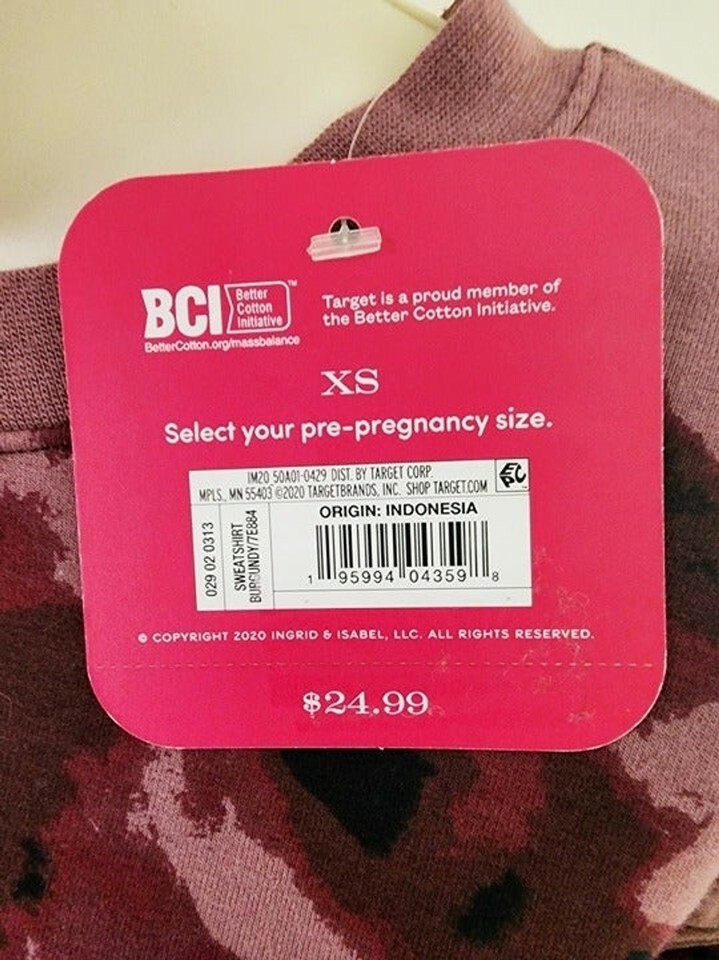 BCI Better Cotton Initiative™
BetterCotton.org/massbalance
Target is a proud member of
the Better Cotton Initiative.
XS
Select your pre-pregnancy size.
IM20 50A01-0429 DIST. BY TARGET CORP.
MPLS., MN 55403 ©2020 TARGETBRANDS, INC. SHOP TARGET.COM
EPC
029 02 0313
SWEATSHIRT
BURGUNDY/7E884
ORIGIN: INDONESIA
1 95994 04359 8
© COPYRIGHT 2020 INGRID & ISABEL, LLC. ALL RIGHTS RESERVED.
$24.99